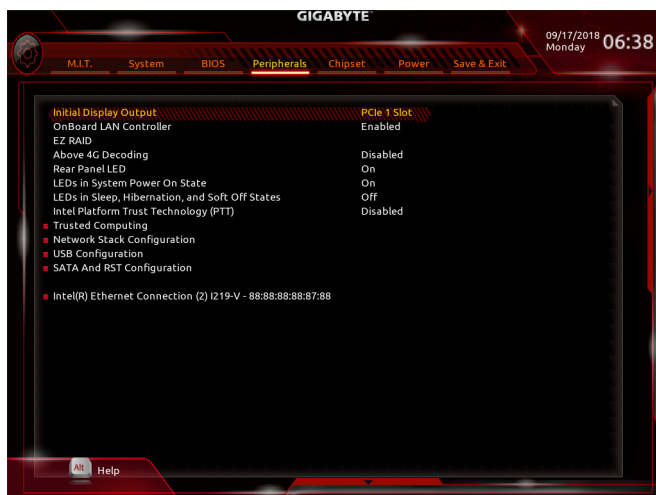 GIGABYTE™
09/17/2018 06:38
Monday
M.I.T. System BIOS Peripherals Chipset Power Save & Exit
Initial Display Output PCIe 1 Slot
OnBoard LAN Controller Enabled
EZ RAID
Above 4G Decoding Disabled
Rear Panel LED On
LEDs in System Power On State On
LEDs in Sleep, Hibernation, and Soft Off States Off
Intel Platform Trust Technology (PTT) Disabled
Trusted Computing
Network Stack Configuration
USB Configuration
SATA And RST Configuration
Intel(R) Ethernet Connection (2) I219-V - 88:88:88:88:87:88
Alt Help